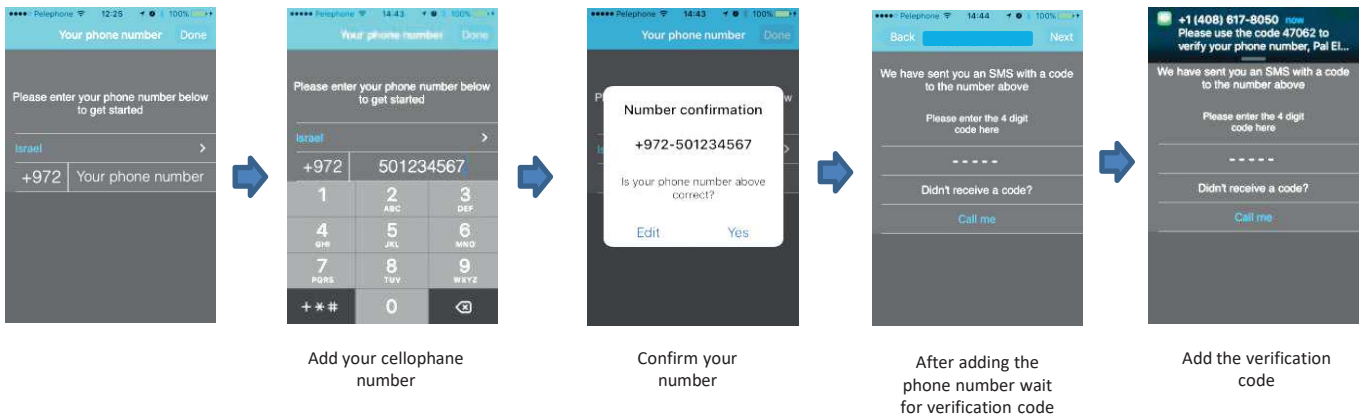 Pelephone 12:25 100%
Your phone number Done
Please enter your phone number below
to get started
Israel >
+972 Your phone number
Pelephone 14:43 100%
Your phone number Done
Please enter your phone number below
to get started
Israel >
+972 501234567
1 2 3
ABC DEF
4 5 6
GHI JKL MNO
7 8 9
PQRS TUV WXYZ
+*# 0
Add your cellophane
number
Pelephone 14:43 100%
Your phone number Done
Number confirmation
+972-501234567
Is your phone number above
correct?
Edit Yes
Confirm your
number
Pelephone 14:44 100%
Back Next
We have sent you an SMS with a code
to the number above
Please enter the 4 digit
code here
- - - - -
Didn't receive a code?
Call me
After adding the
phone number wait
for verification code
+1 (408) 617-8050 now
Please use the code 47062 to
verify your phone number, Pal El...
We have sent you an SMS with a code
to the number above
Please enter the 4 digit
code here
- - - - -
Didn't receive a code?
Call me
Add the verification
code